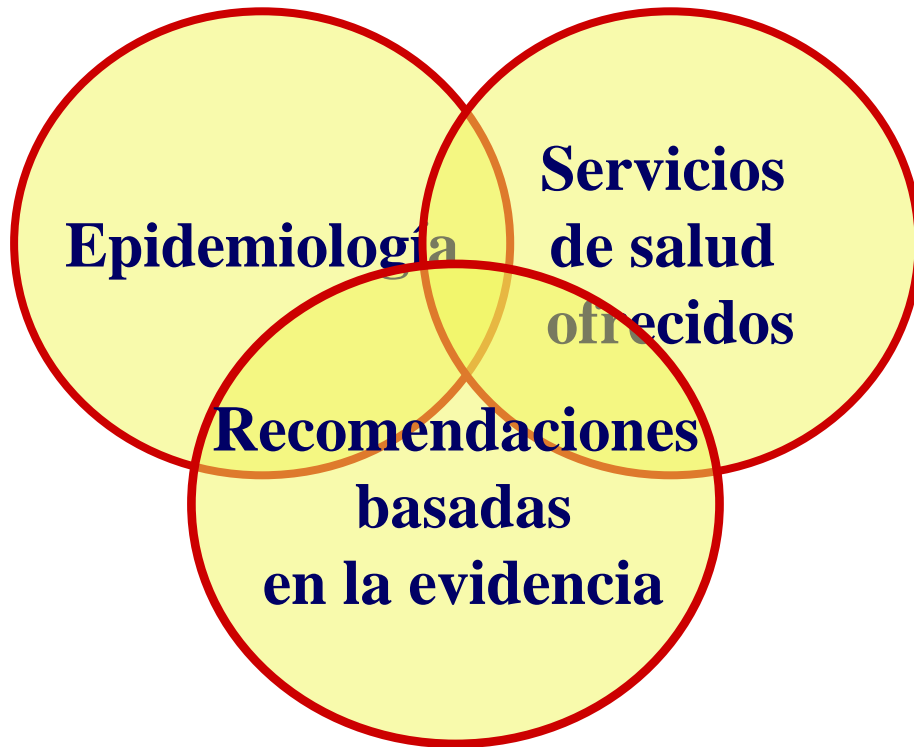 Epidemiología
Servicios
de salud
ofrecidos
Recomendaciones
basadas
en la evidencia